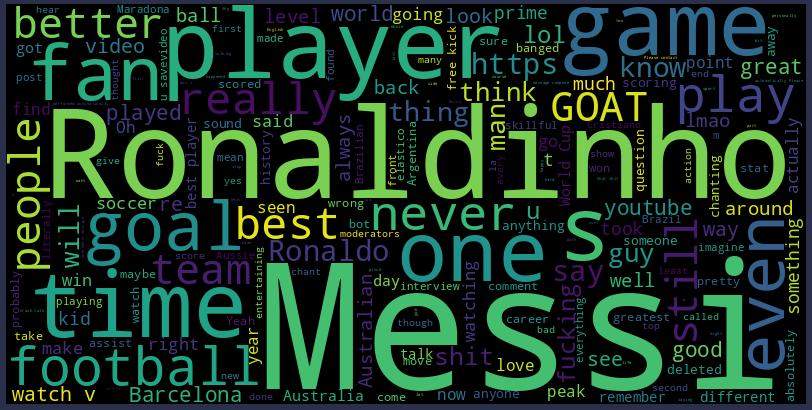 better
Maradona
ball
world
going
look
prime
game
fan
got
video
hear
first
level
lol
know
player
u savevideo
made
back
sure
banged
many
free kick
https
much
point
away
great
post
thought
scored
found
think
GOAT
scoring
end
play
find
played
really
thing
man
lmao
Oh
sound
said
people
Ronaldinho
history
always
Brazilian
front
elastico
Argentina
skillful
go
World Cup
question
chanting
actually
best player
give
mean
yes
fuck
t
m
show
won
action
stat
literally
soccer
re
seen
wrong
bot
moderators
never
u
anything
youtube
Brazil
around
will
goal
best
s
took
someone
way
imagine
team
Ronaldo
one
guy
still
even
something
probably
win
maybe
score
Aussie
entertaining
chant
day
interview
watching
say
well
least
pretty
time
playing
watch
Messi
comment
fucking
everything
greatest
top
called
kid
take
assist
Yeah
year
Australian
though
career
bad
make
right
talk
move
shit
see
good
football
new
love
deleted
absolutely
watch v
Barcelona
done
Australia
come
now
anyone
peak
remember
second
different